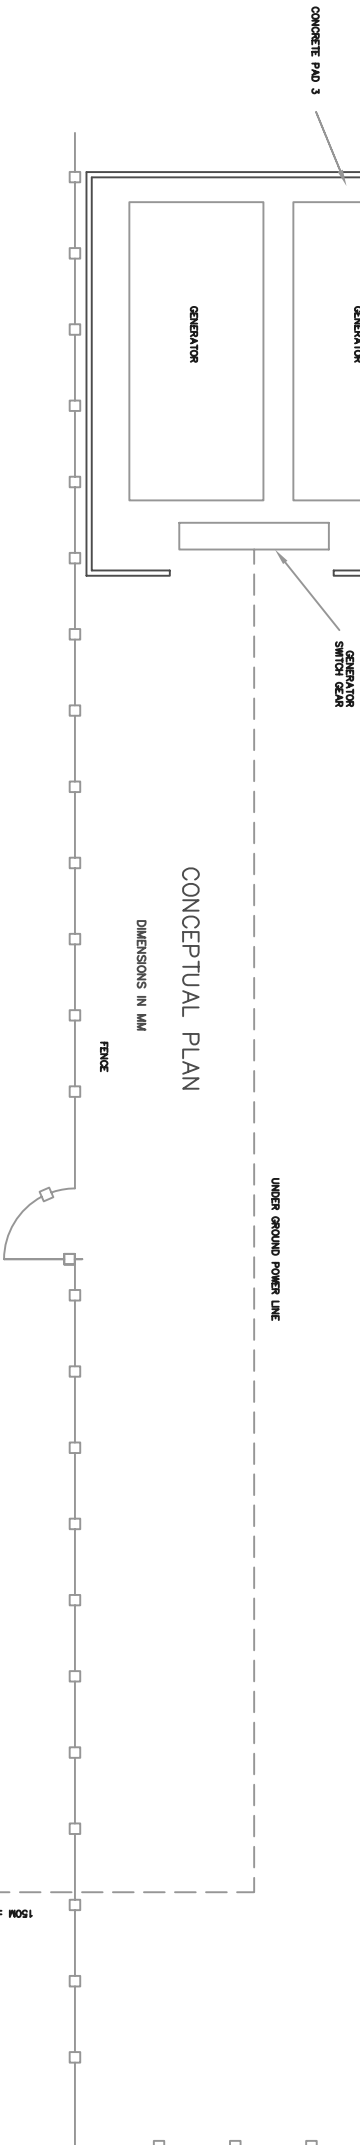 CONCRETE PAD 3
GENERATOR
GENERATOR
GENERATOR
SWITCH GEAR
CONCEPTUAL PLAN
DIMENSIONS IN MM
FENCE
UNDER GROUND POWER LINE
150M